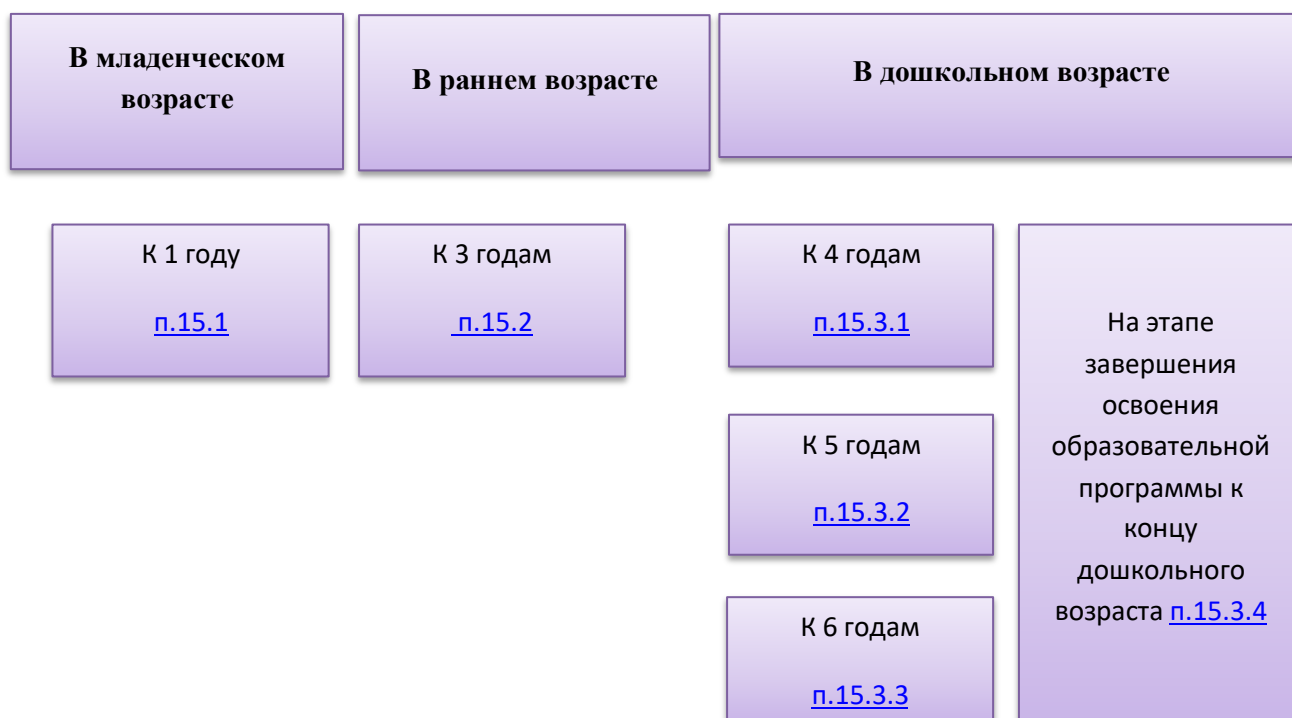 В младенческом
возрасте
В раннем возрасте
В дошкольном возрасте
К 1 году
п.15.1
К 3 годам
п.15.2
К 4 годам
п.15.3.1
К 5 годам
п.15.3.2
К 6 годам
п.15.3.3
На этапе
завершения
освоения
образовательной
программы к
концу
дошкольного
возраста п.15.3.4